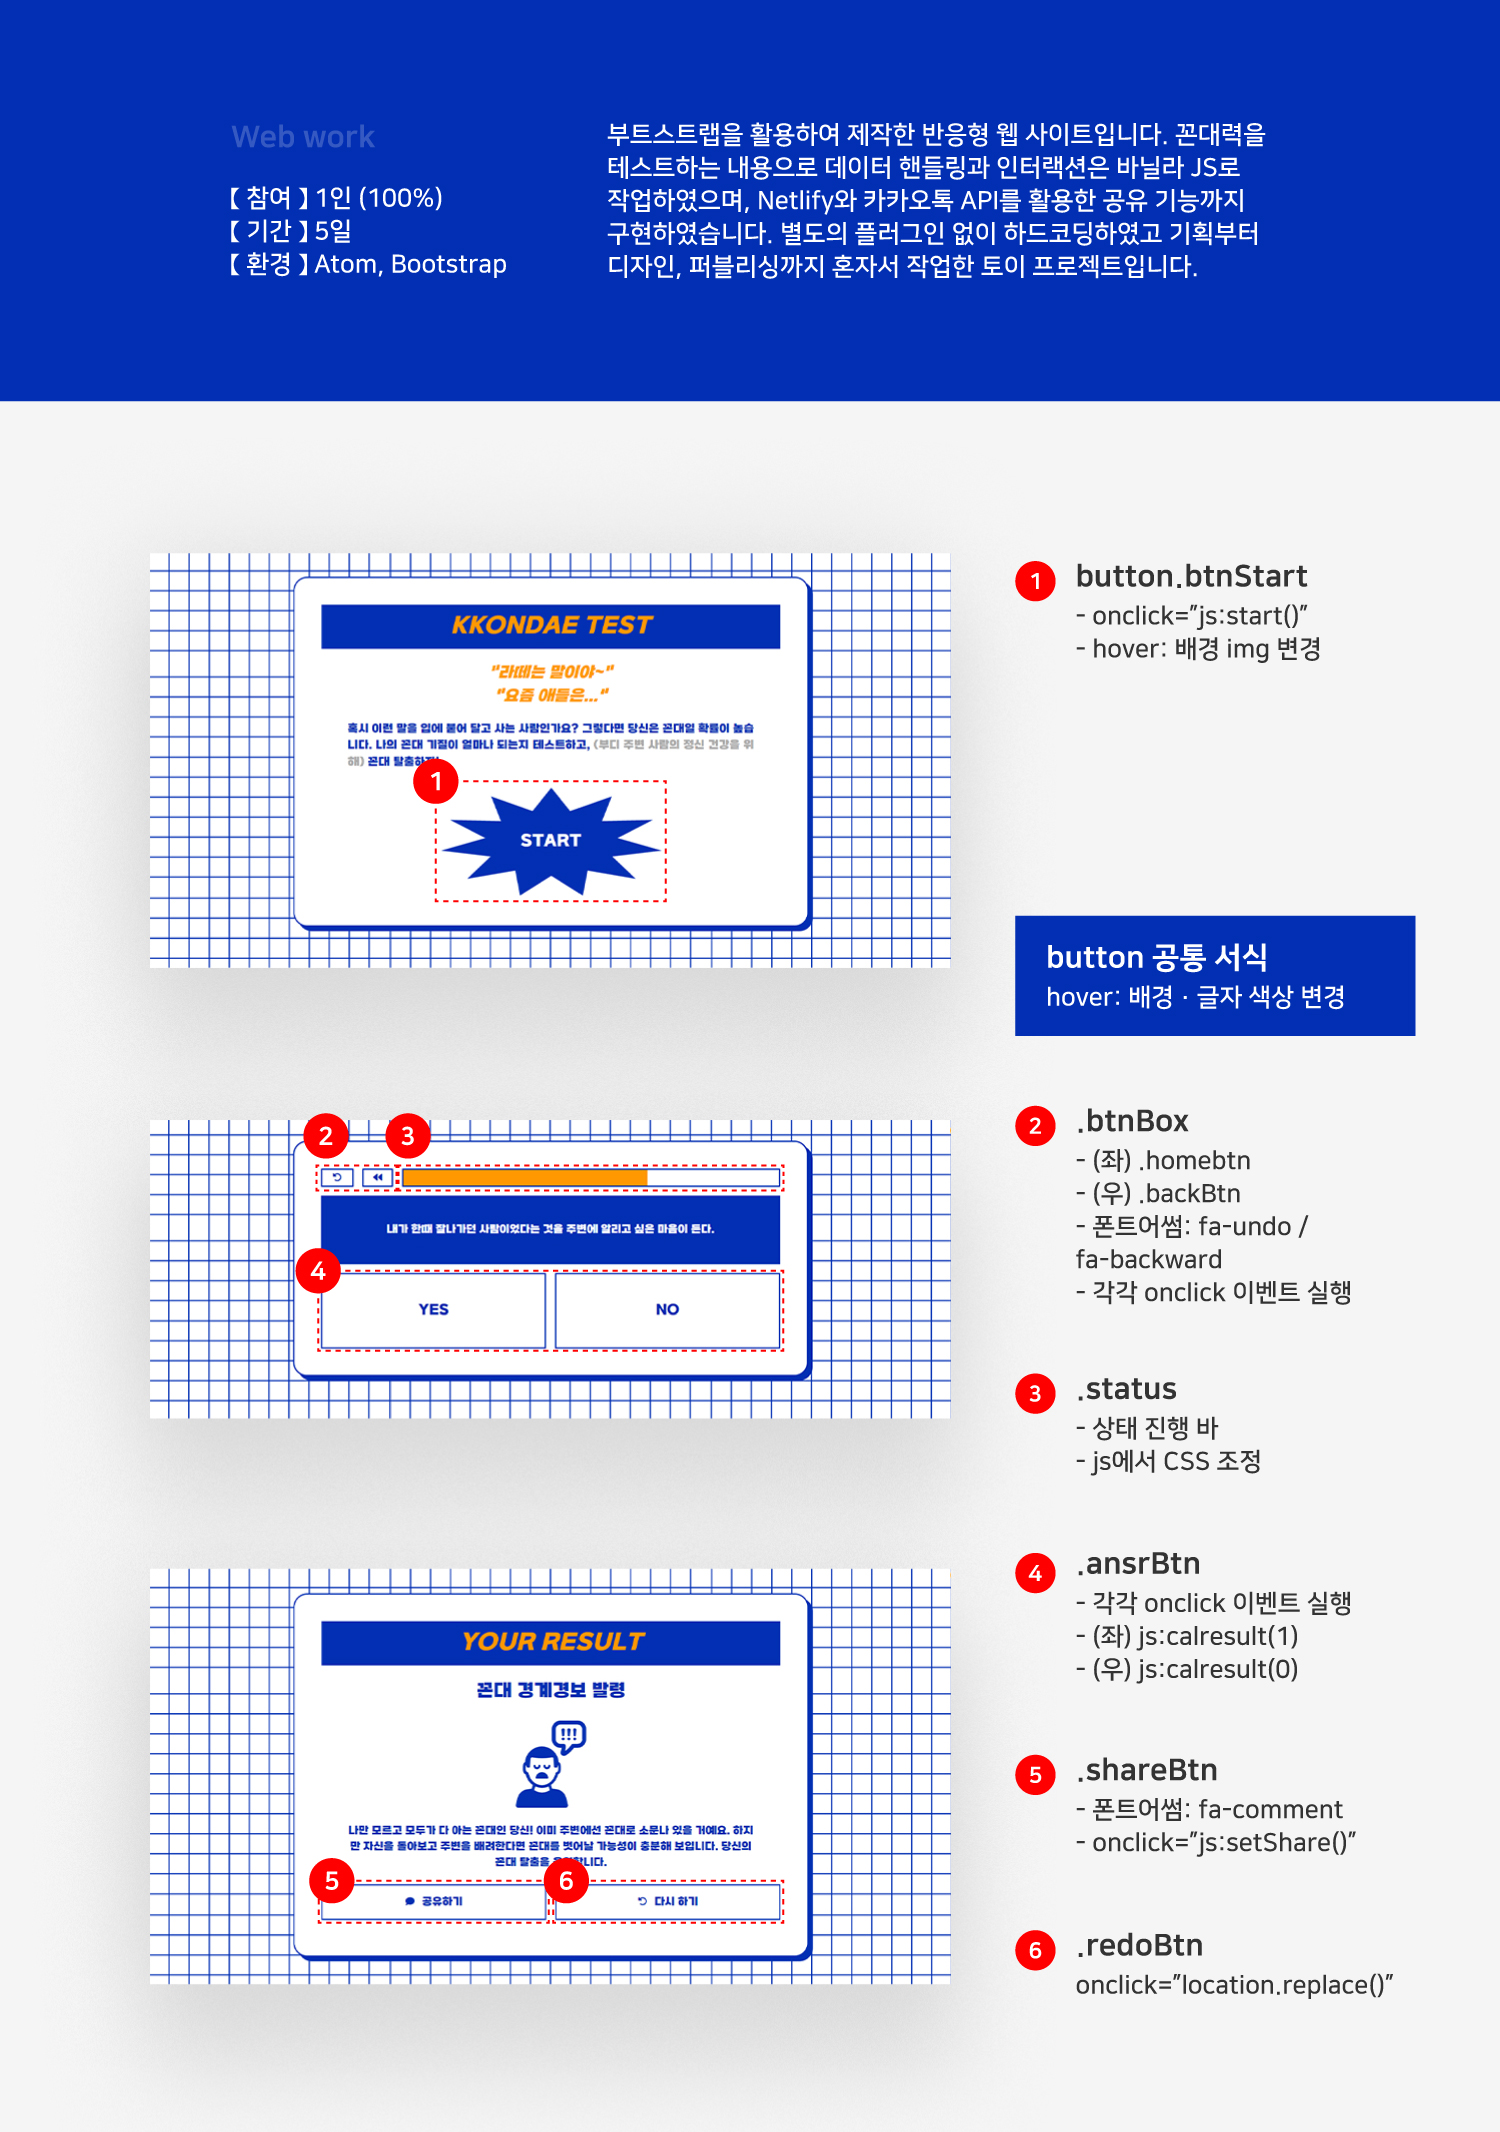 Web work
【 참여 】 1인 (100%)
【 기간 】 5일
【 환경 】 Atom, Bootstrap
부트스트랩을 활용하여 제작한 반응형 웹 사이트입니다. 꼰대력을
테스트하는 내용으로 데이터 핸들링과 인터랙션은 바닐라 JS로
작업하였으며, Netlify와 카카오톡 API를 활용한 공유 기능까지
구현하였습니다. 별도의 플러그인 없이 하드코딩하였고 기획부터
디자인, 퍼블리싱까지 혼자서 작업한 토이 프로젝트입니다.
KKONDAE TEST
"라떼는 말이야~"
"요즘 애들은..."
혹시 이런 말을 입에 붙어 달고 사는 사람인가요? 그렇다면 당신은 꼰대일 확률이 높습
니다. 나의 꼰대 기질이 얼마나 되는지 테스트하고, (부디 주변 사람의 정신 건강을 위
해) 꼰대 탈출하자!
1
START
1 button.btnStart
- onclick="js:start()"
- hover: 배경 img 변경
button 공통 서식
hover: 배경 · 글자 색상 변경
2
3
내가 한때 잘나가던 사람이었다는 것을 주변에 알리고 싶은 마음이 든다.
4
YES
NO
2 .btnBox
- (좌) .homebtn
- (우) .backBtn
- 폰트어썸: fa-undo /
fa-backward
- 각각 onclick 이벤트 실행
3 .status
- 상태 진행 바
- js에서 CSS 조정
YOUR RESULT
꼰대 경계경보 발령
!!!
나만 모르고 모두가 다 아는 꼰대인 당신! 이미 주변에선 꼰대로 소문나 있을 거예요. 하지
만 자신을 돌아보고 주변을 배려한다면 꼰대를 벗어날 가능성이 충분해 보입니다. 당신의
꼰대 탈출을 니다.
5
공유하기
6
다시 하기
4 .ansrBtn
- 각각 onclick 이벤트 실행
- (좌) js:calresult(1)
- (우) js:calresult(0)
5 .shareBtn
- 폰트어썸: fa-comment
- onclick="js:setShare()"
6 .redoBtn
onclick="location.replace()"